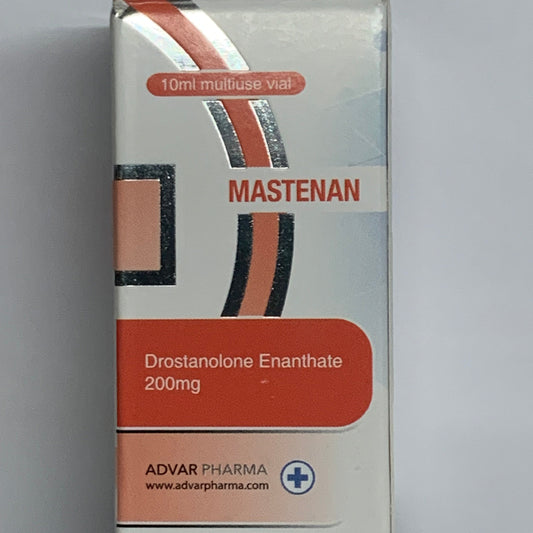 10ml multiuse vial
MASTENAN
Drostanolone Enanthate
200mg
ADVAR PHARMA
www.advarpharma.com